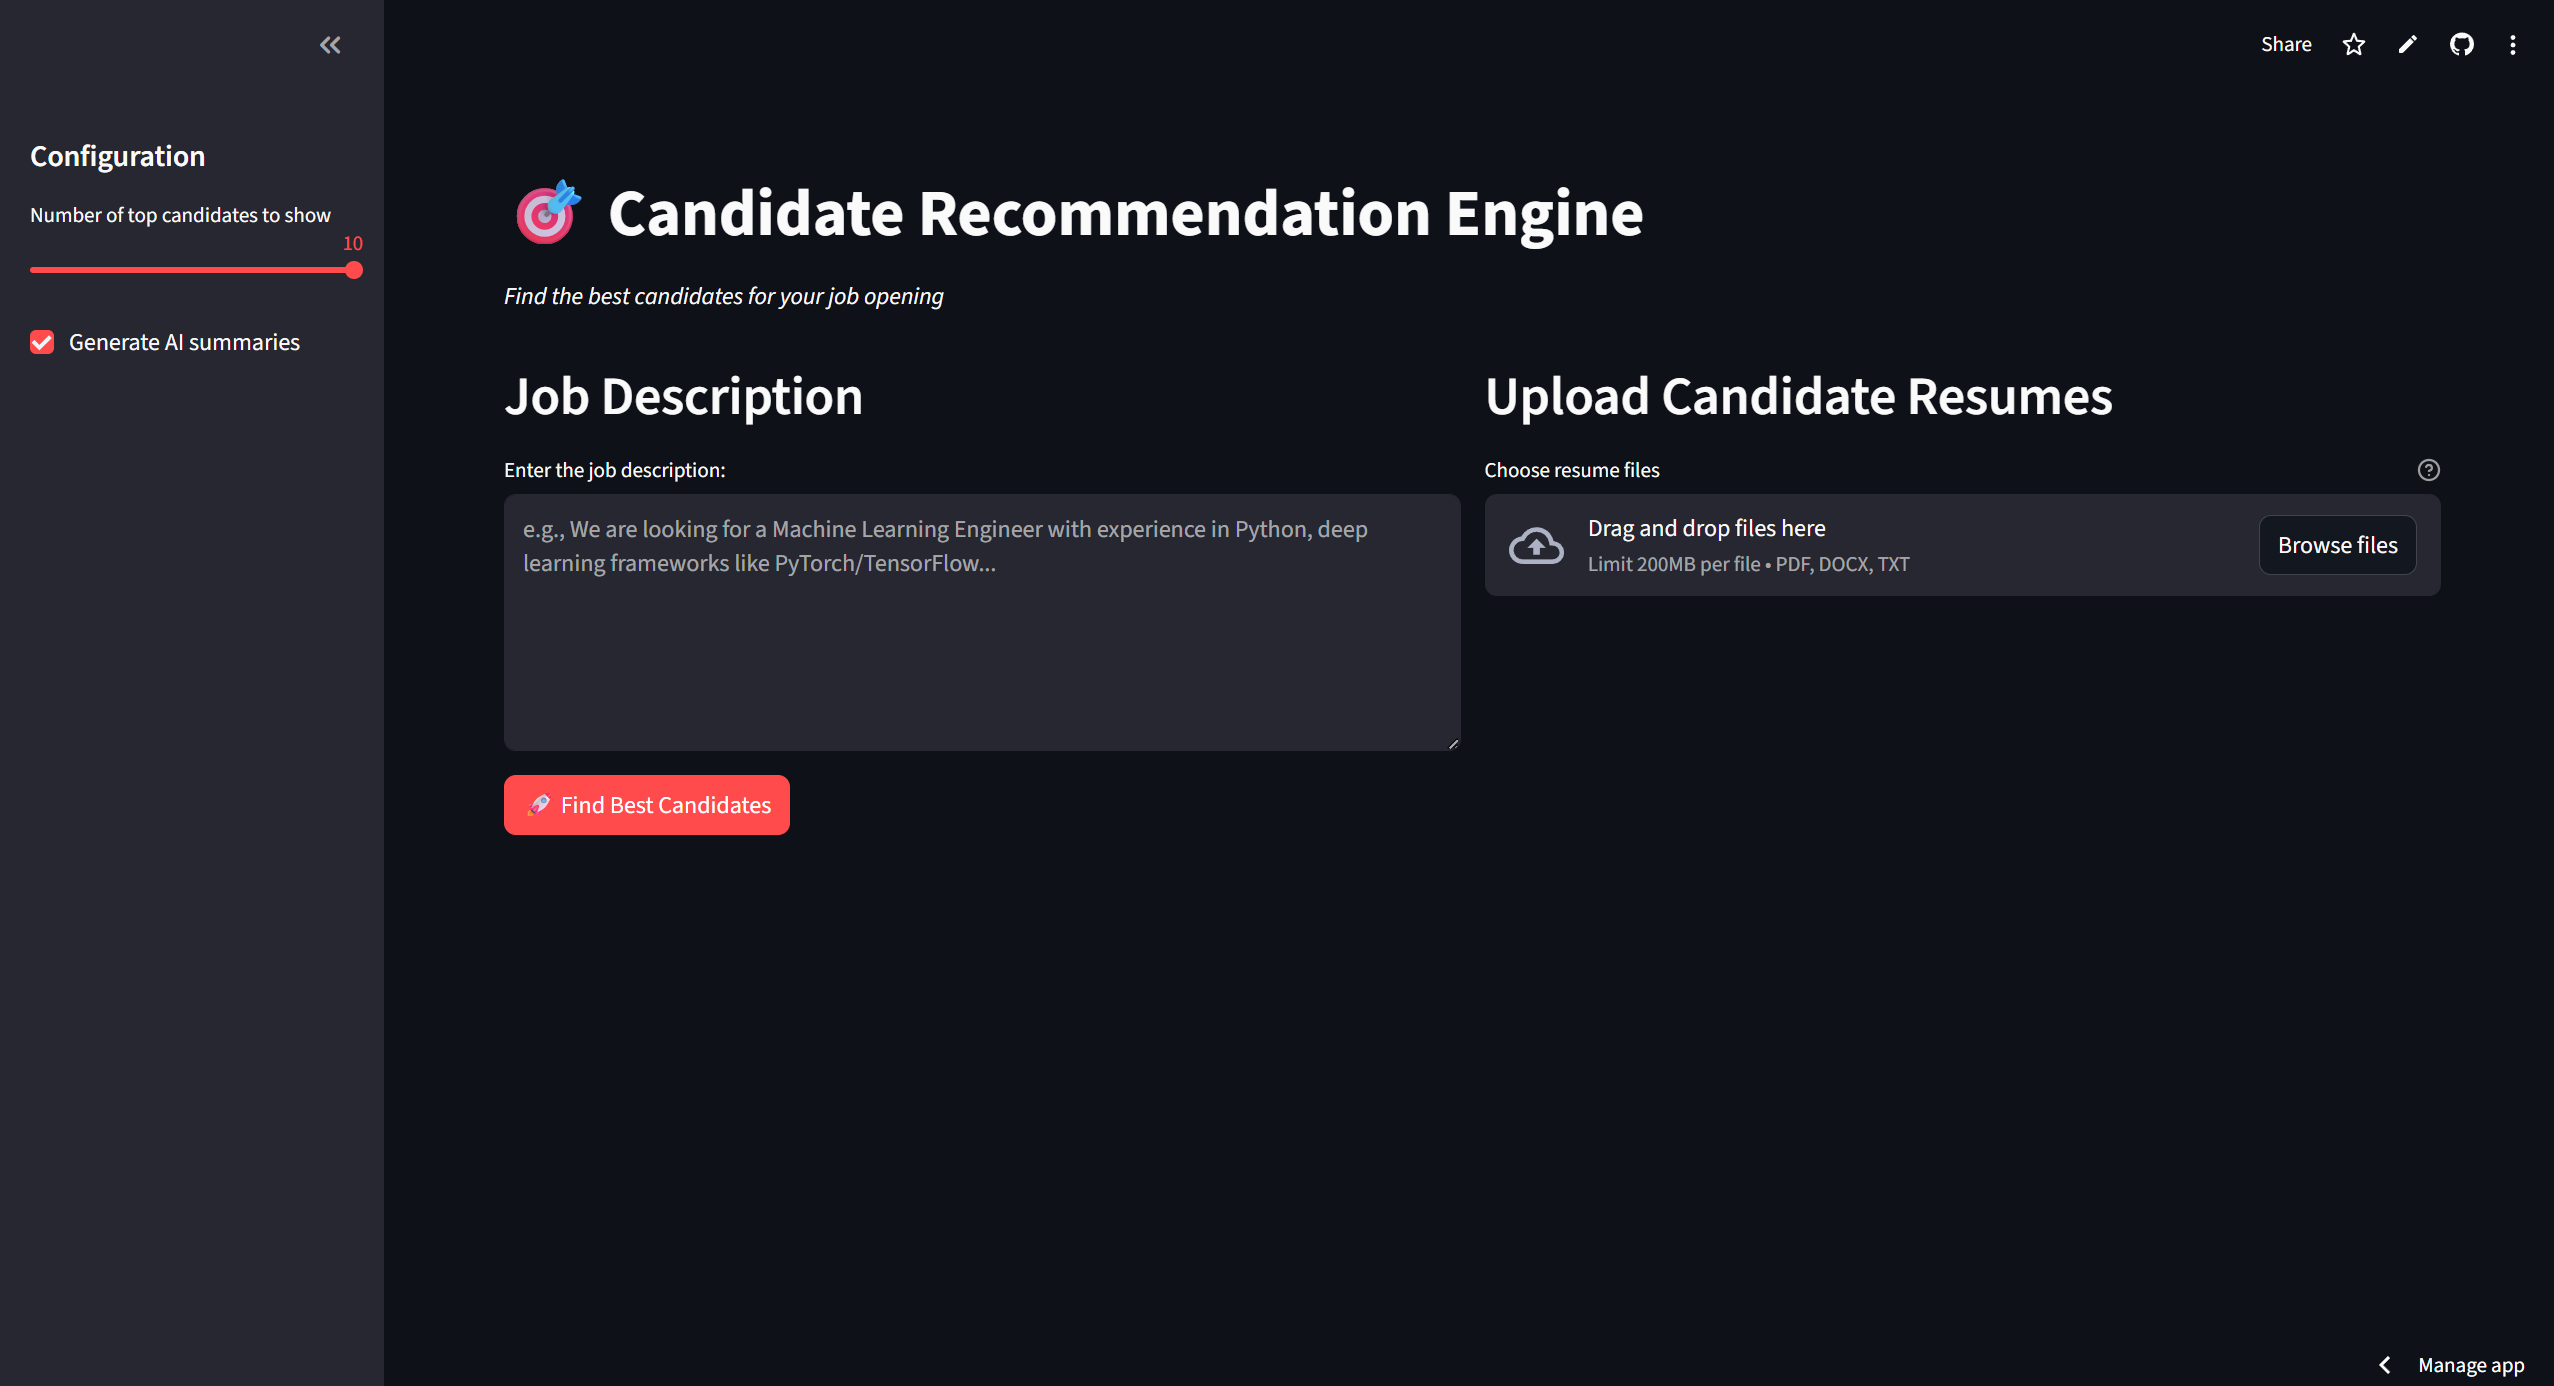 Share
Configuration
Number of top candidates to show
10
Generate AI summaries
Candidate Recommendation Engine
Find the best candidates for your job opening
Job Description
Enter the job description:
e.g., We are looking for a Machine Learning Engineer with experience in Python, deep
learning frameworks like PyTorch/TensorFlow...
Find Best Candidates
Upload Candidate Resumes
Choose resume files
Drag and drop files here
Limit 200MB per file • PDF, DOCX, TXT
Browse files
Manage app